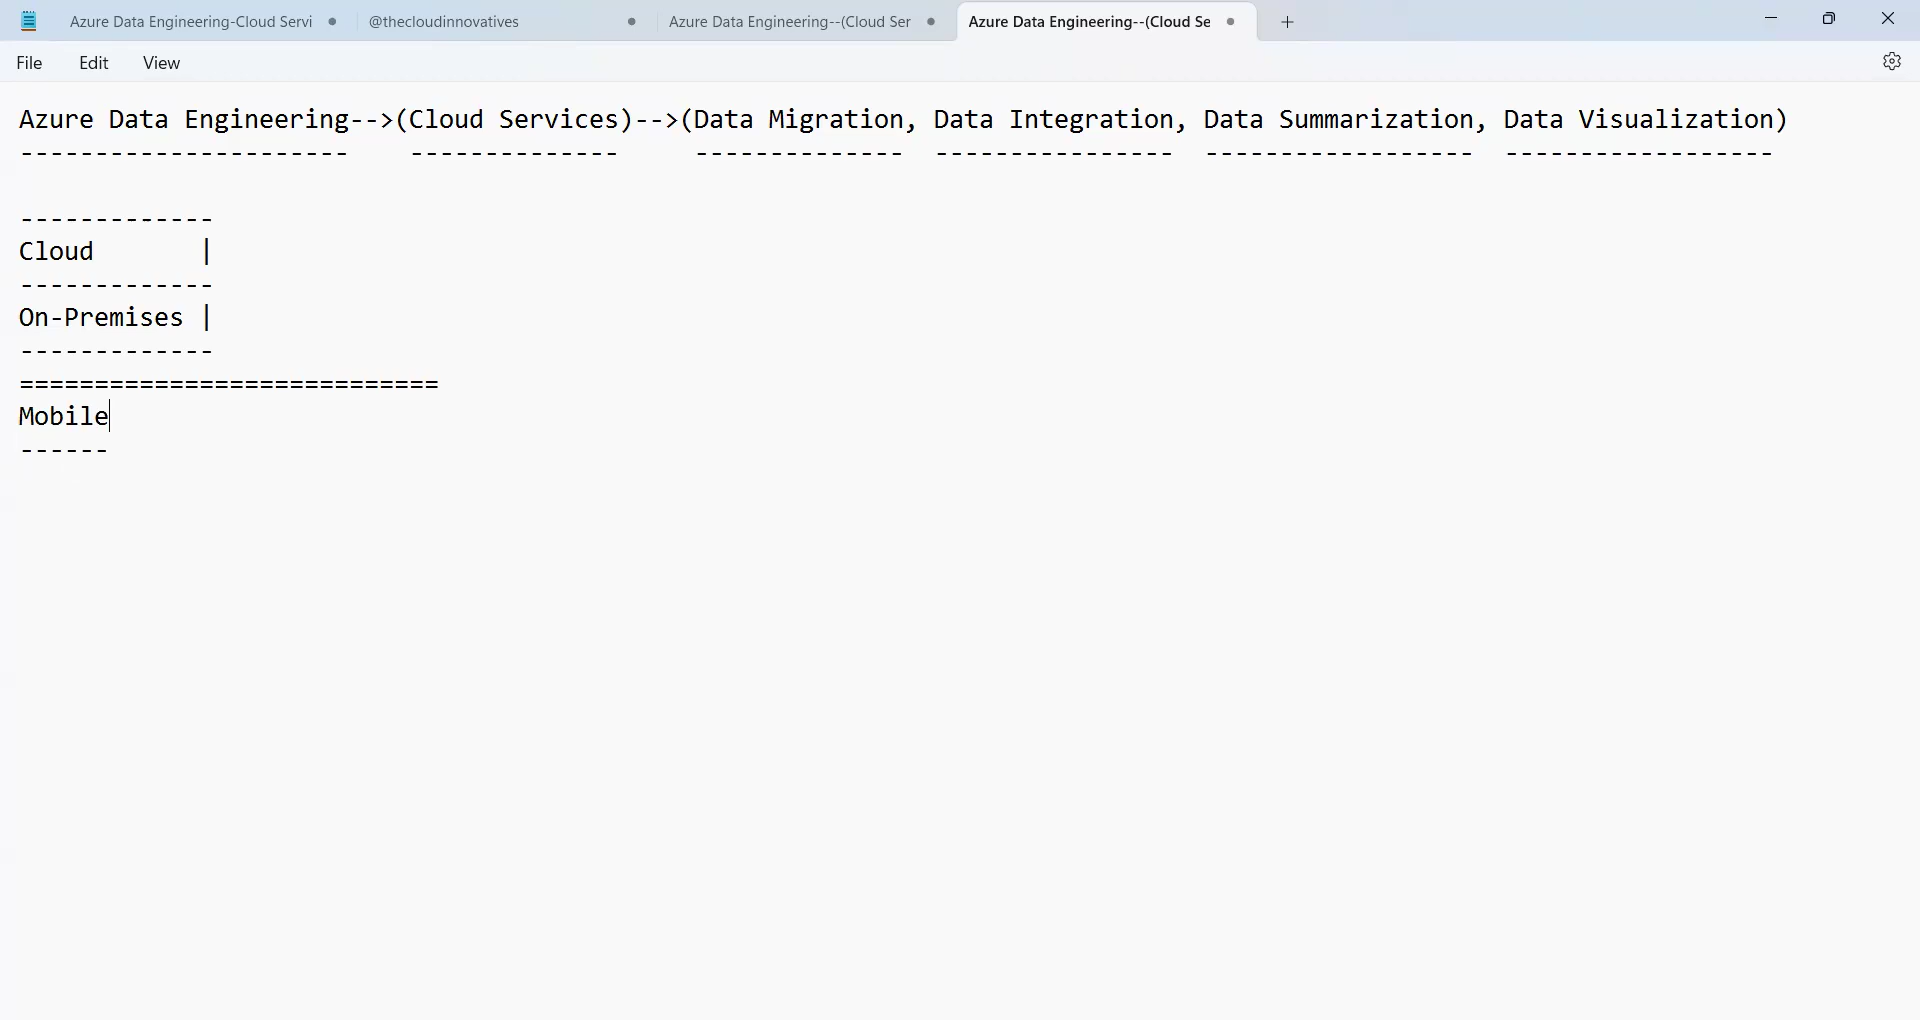 Azure Data Engineering-Cloud Servi
@thecloudinnovatives
Azure Data Engineering--(Cloud Ser
Azure Data Engineering--(Cloud Se
File Edit View
Azure Data Engineering-->(Cloud Services)-->(Data Migration, Data Integration, Data Summarization, Data Visualization)
---------------------- -------------- -------------- ---------------- ------------------ ------------------
-------------
Cloud |
-------------
On-Premises |
-------------
============================
Mobile
------